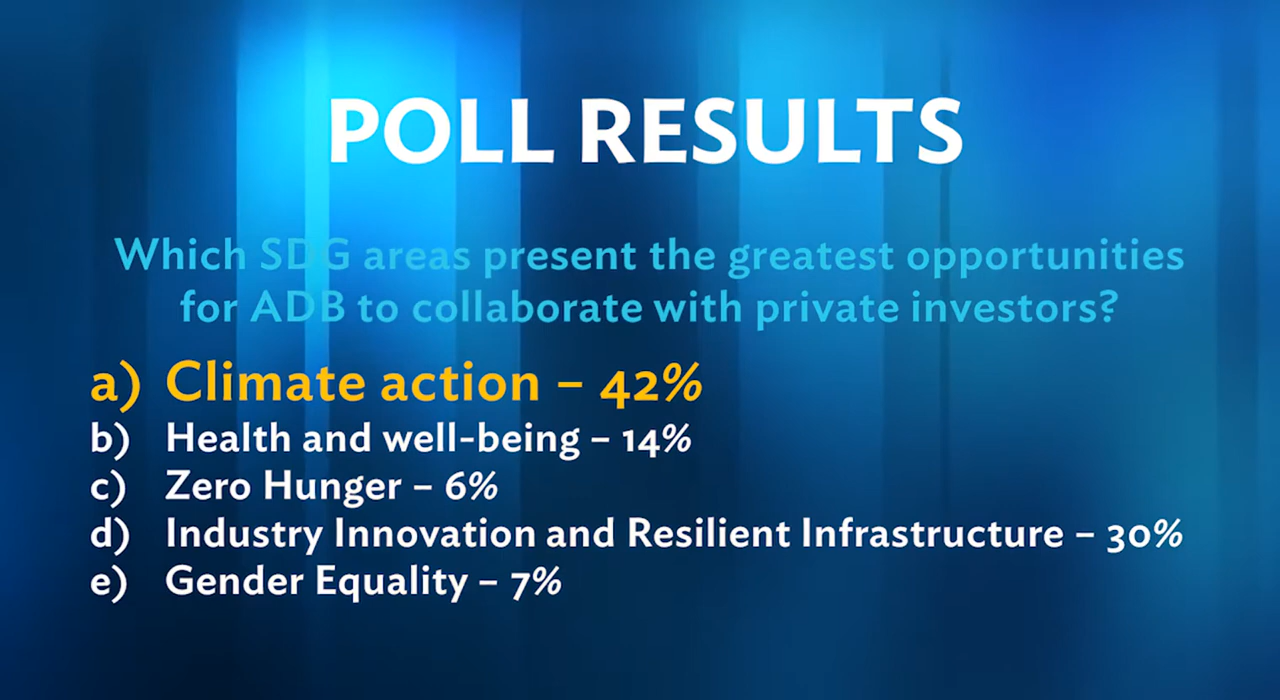 POLL RESULTS
Which SDG areas present the greatest opportunities
for ADB to collaborate with private investors?
a) Climate action – 42%
b) Health and well-being – 14%
c) Zero Hunger – 6%
d) Industry Innovation and Resilient Infrastructure – 30%
e) Gender Equality – 7%